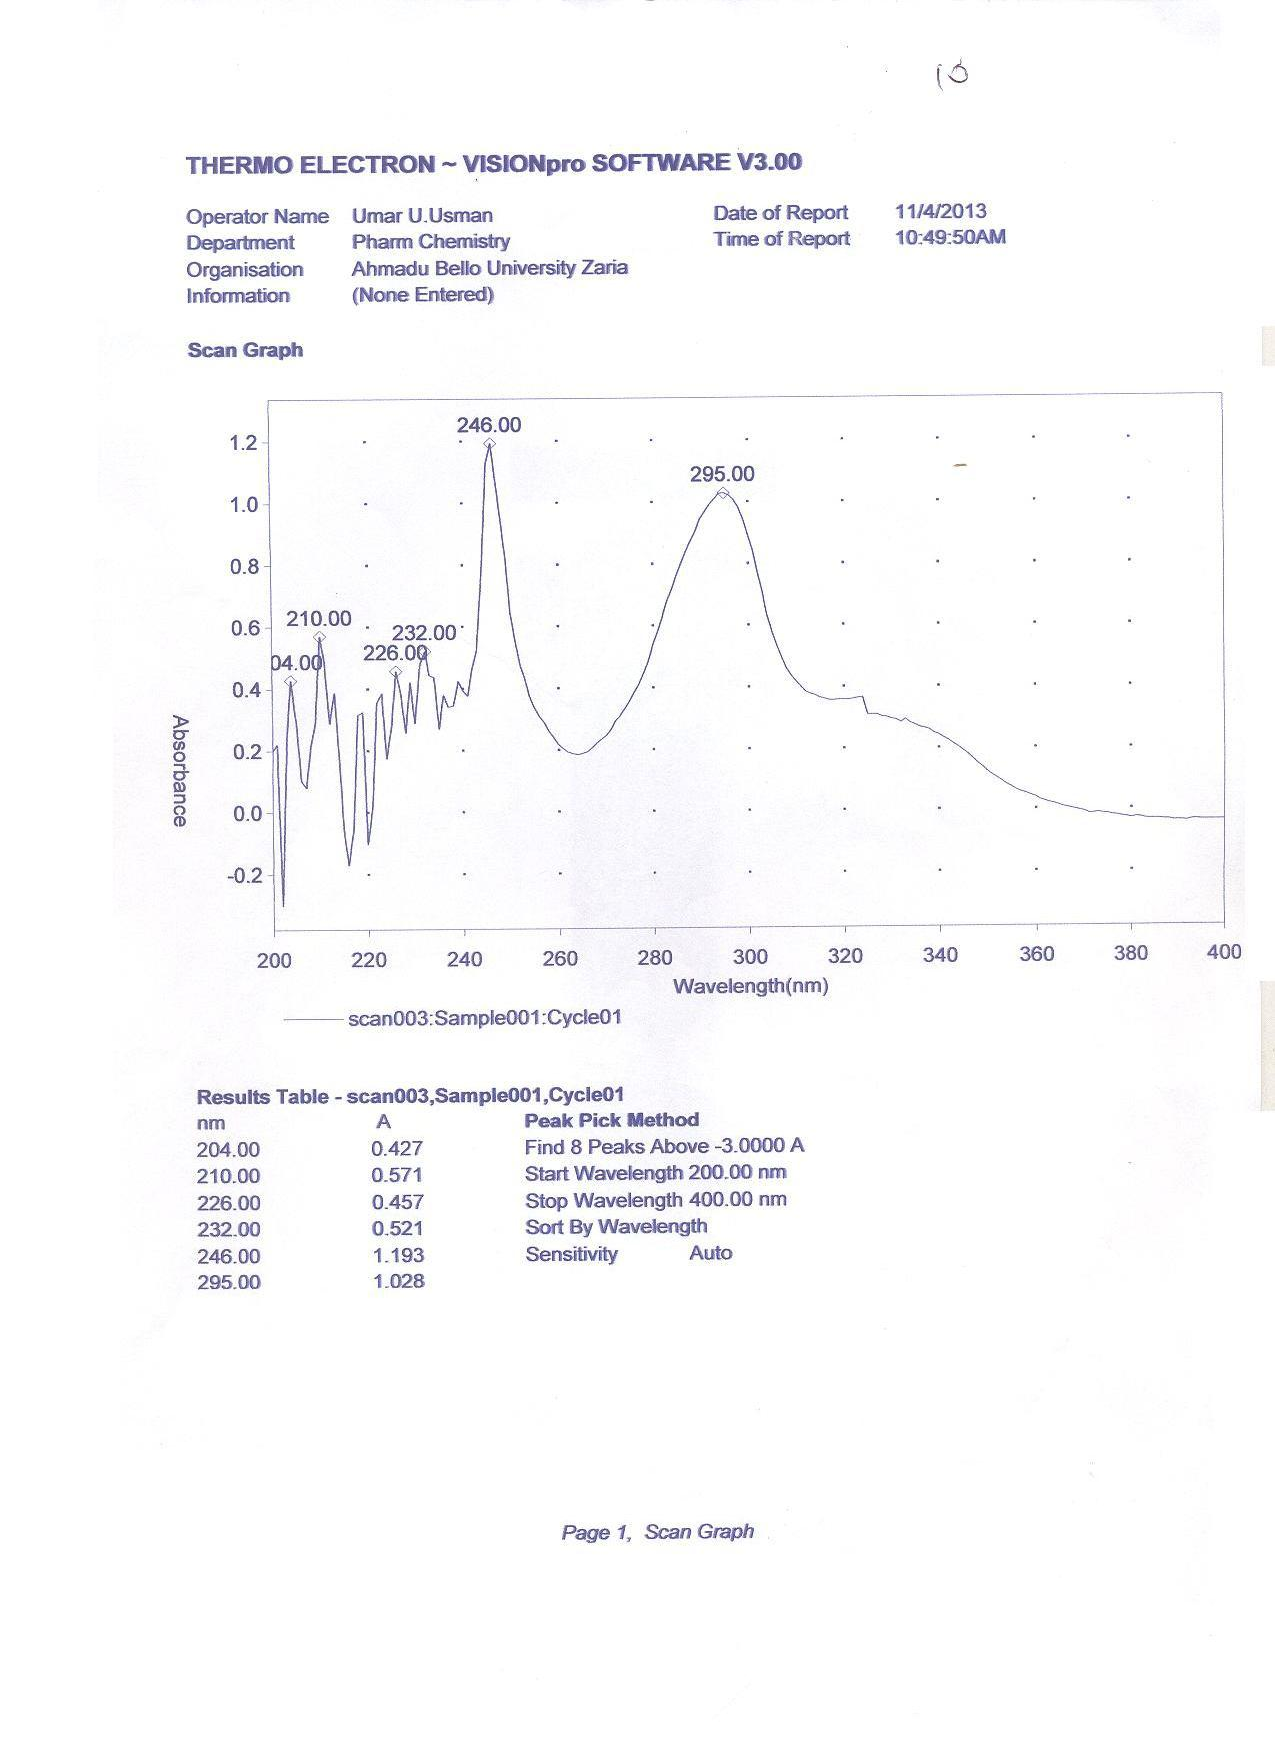 10
THERMO ELECTRON ~ VISIONpro SOFTWARE V3.00
Operator Name Umar U.Usman Date of Report 11/4/2013
Department Pharm Chemistry Time of Report 10:49:50AM
Organisation Ahmadu Bello University Zaria
Information (None Entered)
Scan Graph
246.00
295.00
210.00
232.00
226.00
04.00
1.2
1.0
0.8
0.6
0.4
0.2
0.0
-0.2
Absorbance
200 220 240 260 280 300 320 340 360 380 400
Wavelength(nm)
scan003:Sample001:Cycle01
Results Table - scan003,Sample001,Cycle01
nm A Peak Pick Method
204.00 0.427 Find 8 Peaks Above -3.0000 A
210.00 0.571 Start Wavelength 200.00 nm
226.00 0.457 Stop Wavelength 400.00 nm
232.00 0.521 Sort By Wavelength
246.00 1.193 Sensitivity Auto
295.00 1.028
Page 1, Scan Graph